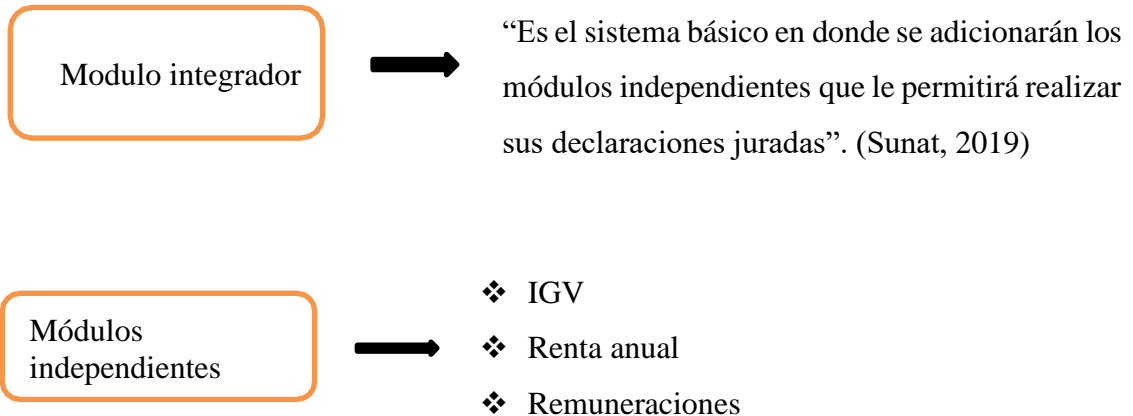 Modulo integrador
“Es el sistema básico en donde se adicionarán los
módulos independientes que le permitirá realizar
sus declaraciones juradas”. (Sunat, 2019)
Módulos
independientes
❖ IGV
❖ Renta anual
❖ Remuneraciones